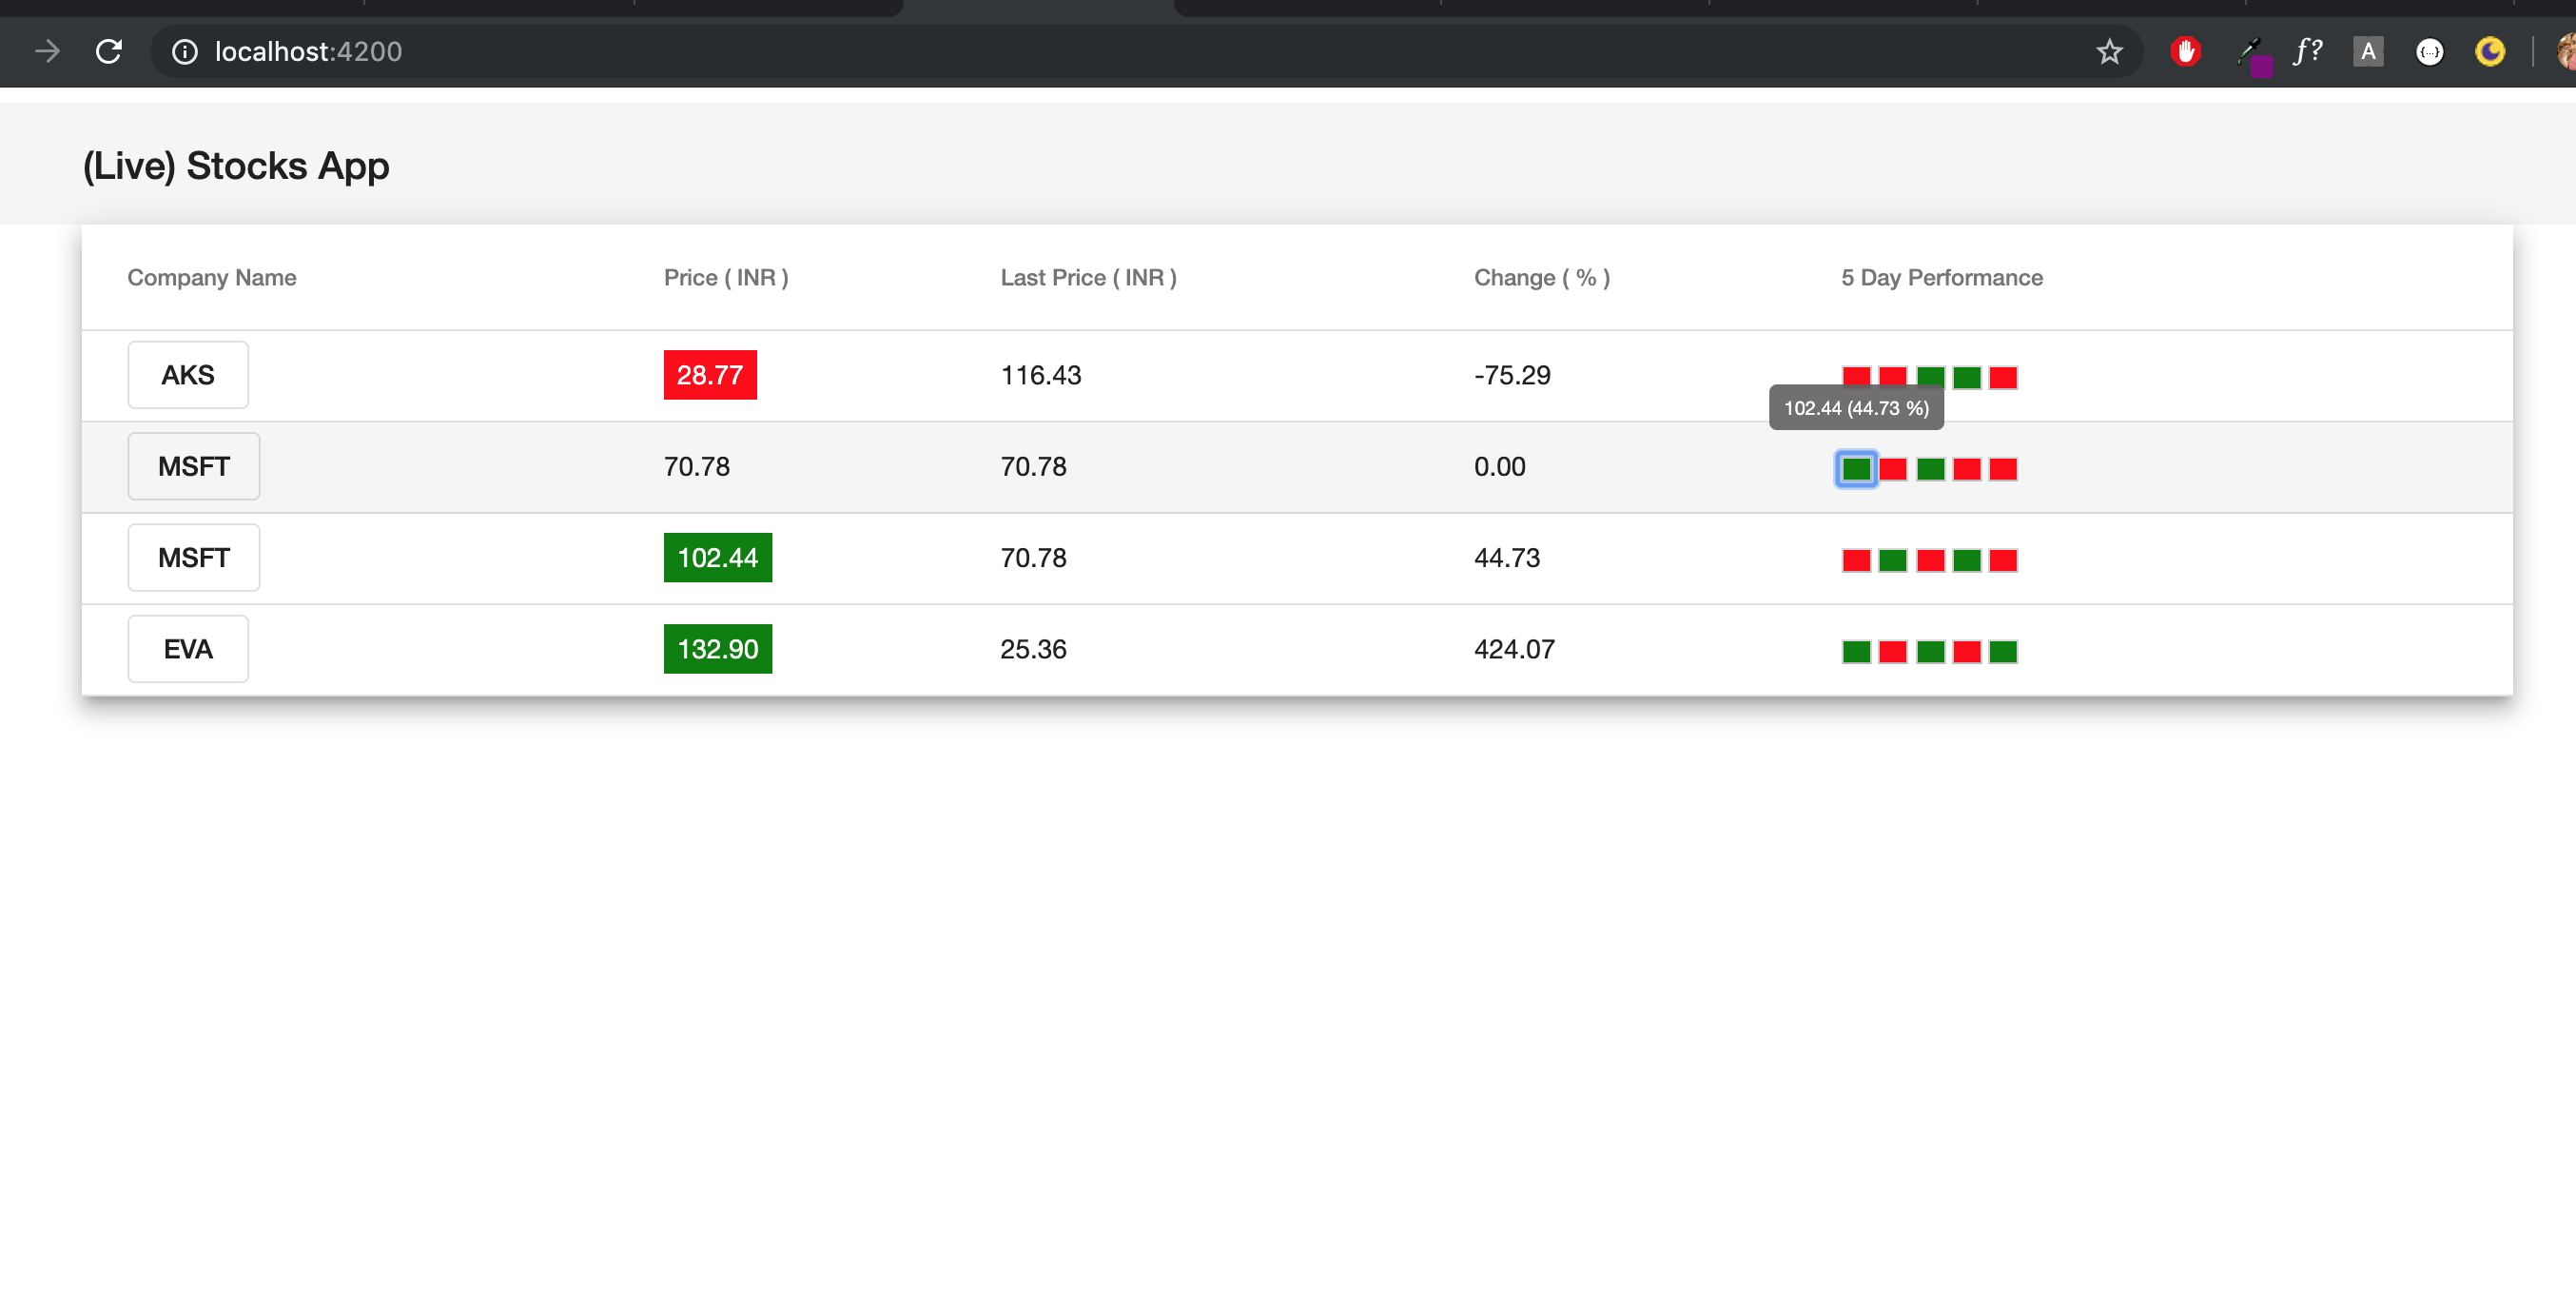 localhost:4200
f?
A
{...}
(Live) Stocks App
Company Name Price ( INR ) Last Price ( INR ) Change ( % ) 5 Day Performance
AKS 28.77 116.43 -75.29
102.44 (44.73 %)
MSFT 70.78 70.78 0.00
MSFT 102.44 70.78 44.73
EVA 132.90 25.36 424.07